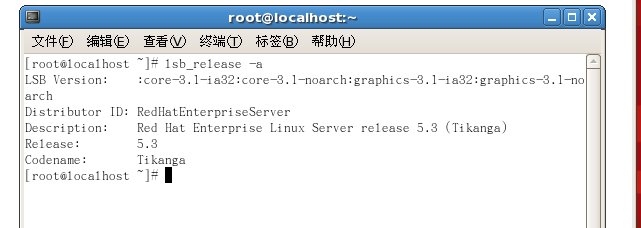 root@localhost:~
文件(F) 编辑(E) 查看(V) 终端(T) 标签(B) 帮助(H)
[root@localhost ~]# lsb_release -a
LSB Version:    :core-3.1-ia32:core-3.1-noarch:graphics-3.1-ia32:graphics-3.1-no
arch
Distributor ID: RedHatEnterpriseServer
Description:    Red Hat Enterprise Linux Server release 5.3 (Tikanga)
Release:        5.3
Codename:       Tikanga
[root@localhost ~]#